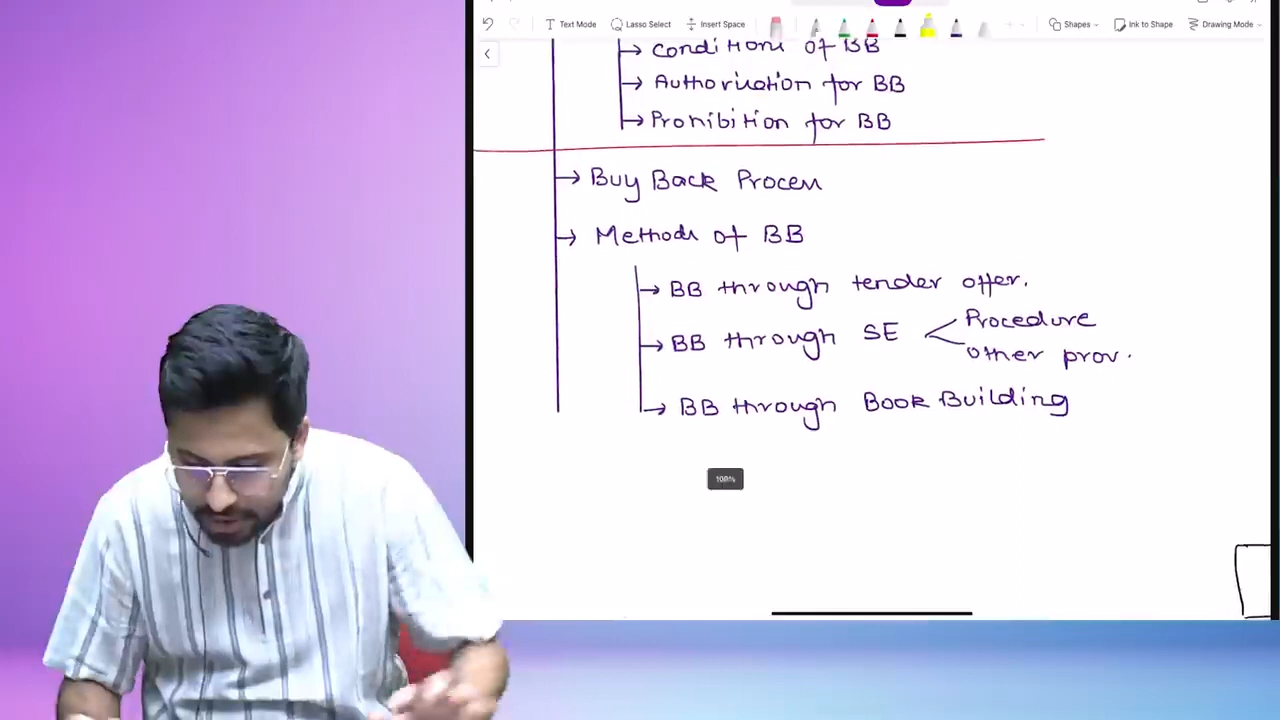 Text Mode Lasso Select Insert Space Shapes Ink to Shape Drawing Mode
Conditions of BB
Authorisation for BB
Prohibition for BB
Buy Back Process
Methods of BB
BB through tender offer.
BB through SE
Procedure
other prov.
BB through Book Building
100%